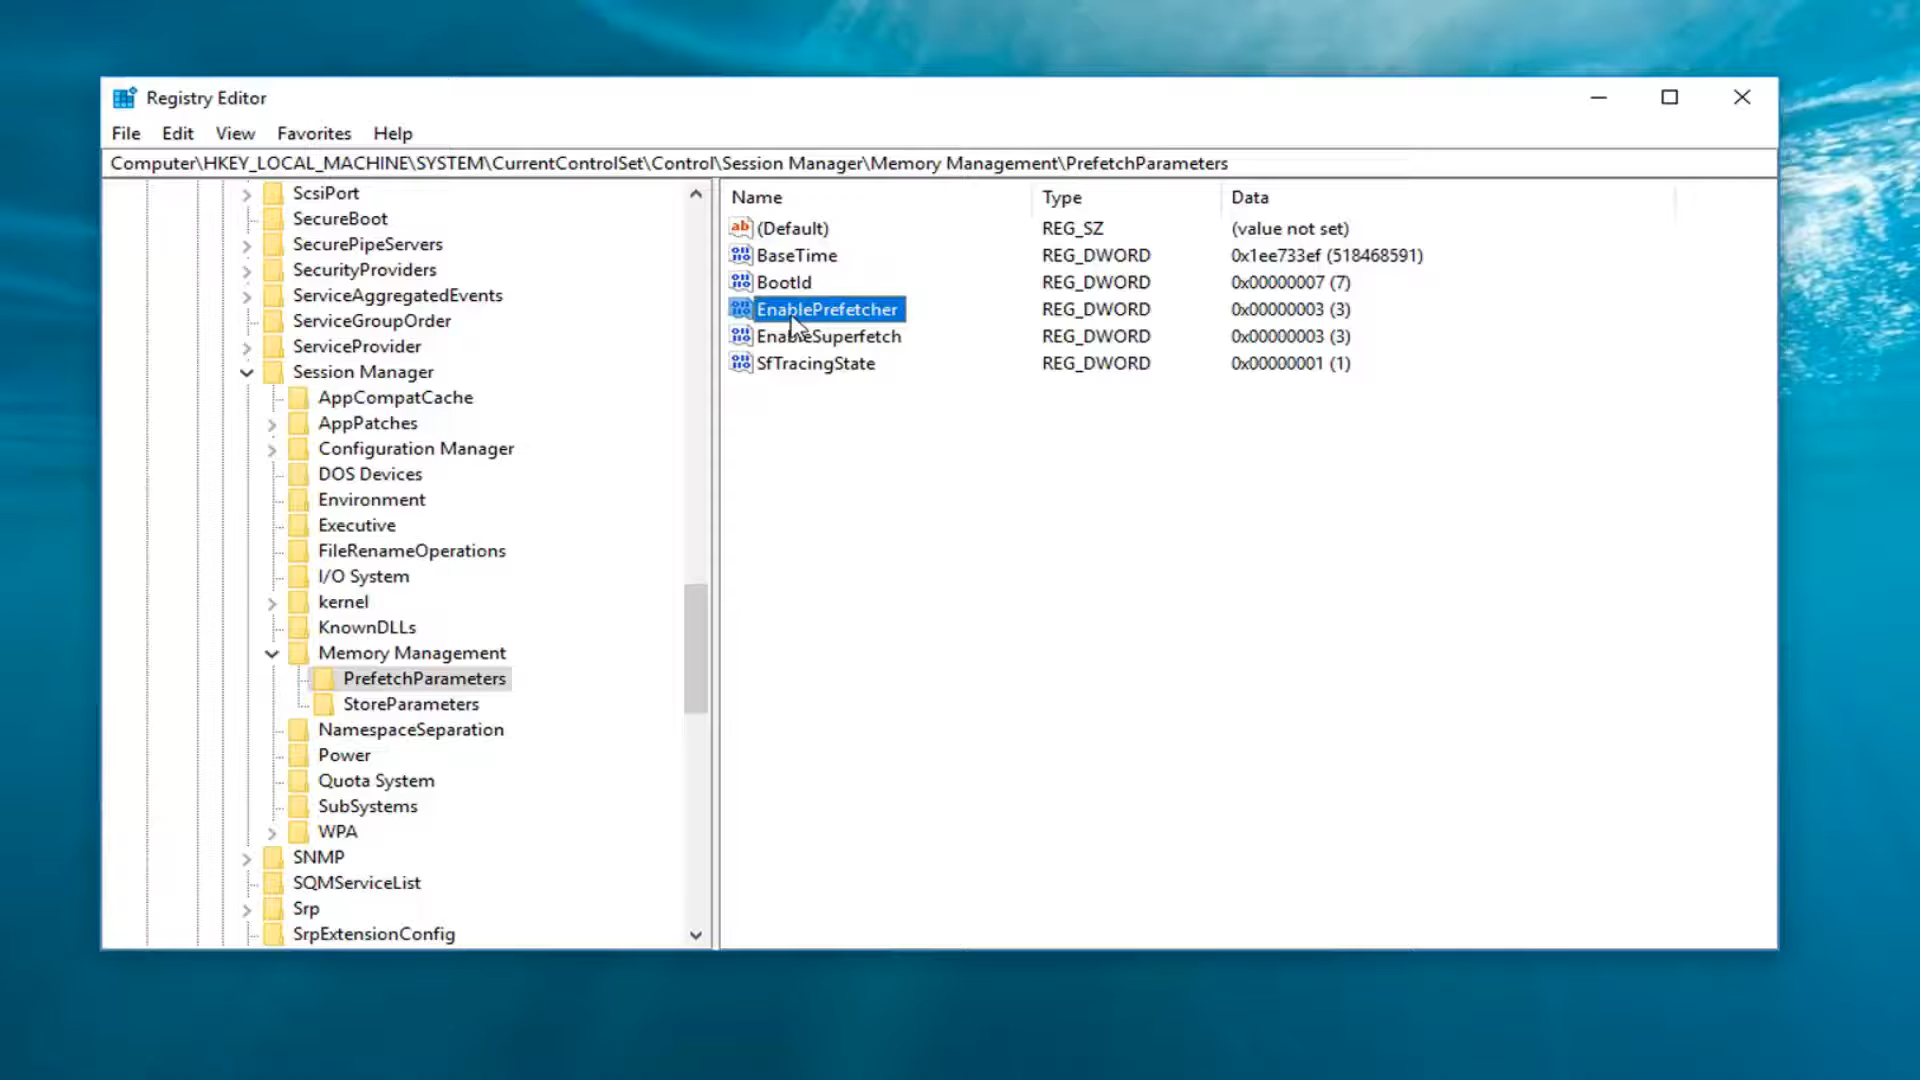 Registry Editor
File Edit View Favorites Help
Computer\HKEY_LOCAL_MACHINE\SYSTEM\CurrentControlSet\Control\Session Manager\Memory Management\PrefetchParameters
ScsiPort
SecureBoot
SecurePipeServers
SecurityProviders
ServiceAggregatedEvents
ServiceGroupOrder
ServiceProvider
Session Manager
AppCompatCache
AppPatches
Configuration Manager
DOS Devices
Environment
Executive
FileRenameOperations
I/O System
kernel
KnownDLLs
Memory Management
PrefetchParameters
StoreParameters
NamespaceSeparation
Power
Quota System
SubSystems
WPA
SNMP
SQMServiceList
Srp
SrpExtensionConfig
Name Type Data
(Default) REG_SZ (value not set)
BaseTime REG_DWORD 0x1ee733ef (518468591)
BootId REG_DWORD 0x00000007 (7)
EnablePrefetcher REG_DWORD 0x00000003 (3)
EnableSuperfetch REG_DWORD 0x00000003 (3)
SfTracingState REG_DWORD 0x00000001 (1)